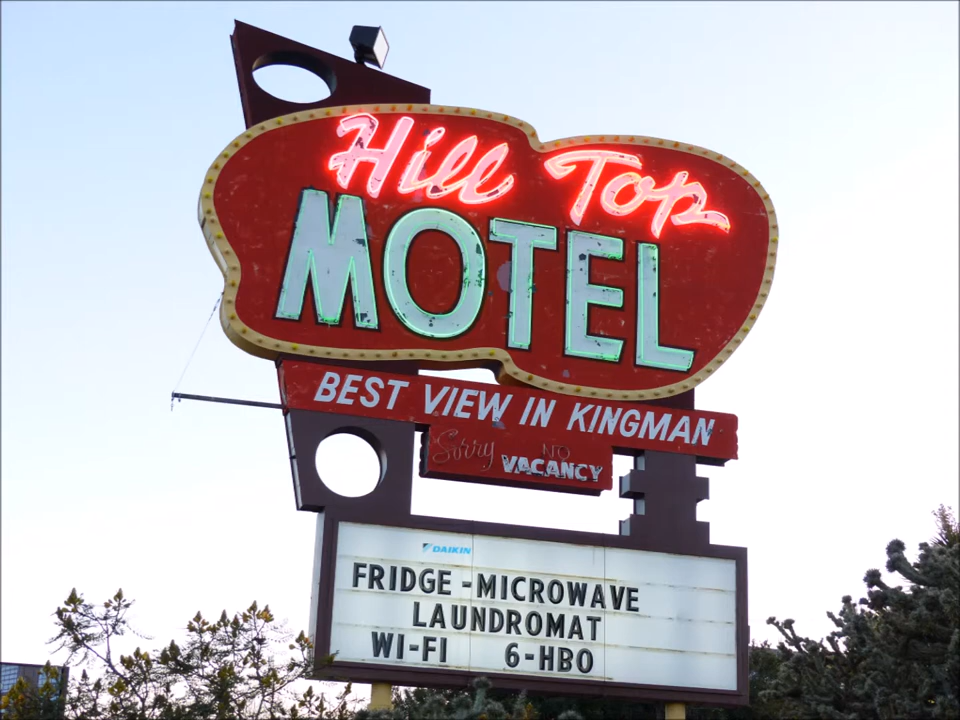 Hill Top
MOTEL
BEST VIEW IN KINGMAN
Sorry NO
VACANCY
DAIKIN
FRIDGE - MICROWAVE
LAUNDROMAT
WI-FI 6-HBO